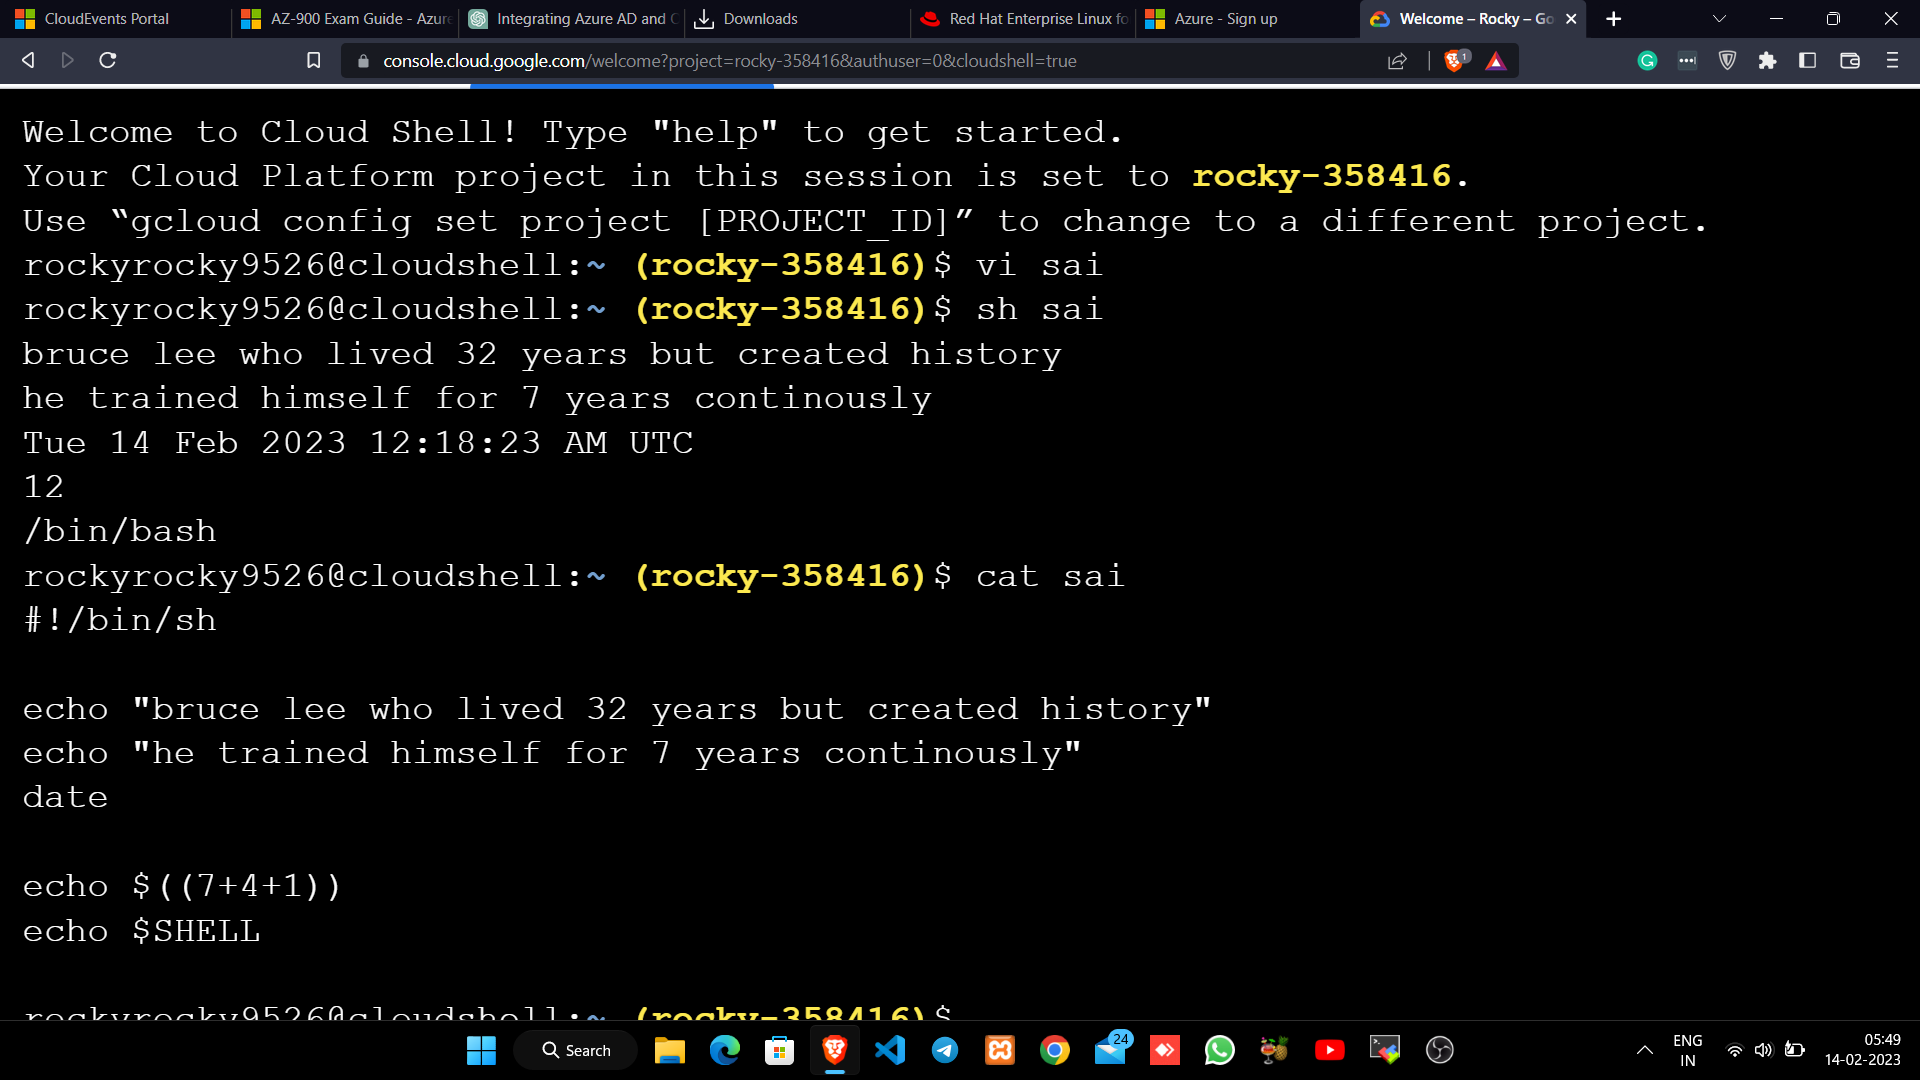 CloudEvents Portal
AZ-900 Exam Guide - Azure
Integrating Azure AD and C
Downloads
Red Hat Enterprise Linux fo
Azure - Sign up
Welcome – Rocky – Go
console.cloud.google.com/welcome?project=rocky-358416&authuser=0&cloudshell=true
1
Welcome to Cloud Shell! Type "help" to get started.
Your Cloud Platform project in this session is set to rocky-358416.
Use “gcloud config set project [PROJECT_ID]” to change to a different project.
rockyrocky9526@cloudshell:~ (rocky-358416)$ vi sai
rockyrocky9526@cloudshell:~ (rocky-358416)$ sh sai
bruce lee who lived 32 years but created history
he trained himself for 7 years continously
Tue 14 Feb 2023 12:18:23 AM UTC
12
/bin/bash
rockyrocky9526@cloudshell:~ (rocky-358416)$ cat sai
#!/bin/sh
echo "bruce lee who lived 32 years but created history"
echo "he trained himself for 7 years continously"
date
echo $((7+4+1))
echo $SHELL
rockyrocky9526@cloudshell:~ (rocky-358416)$
Search
24
ENG
IN
05:49
14-02-2023